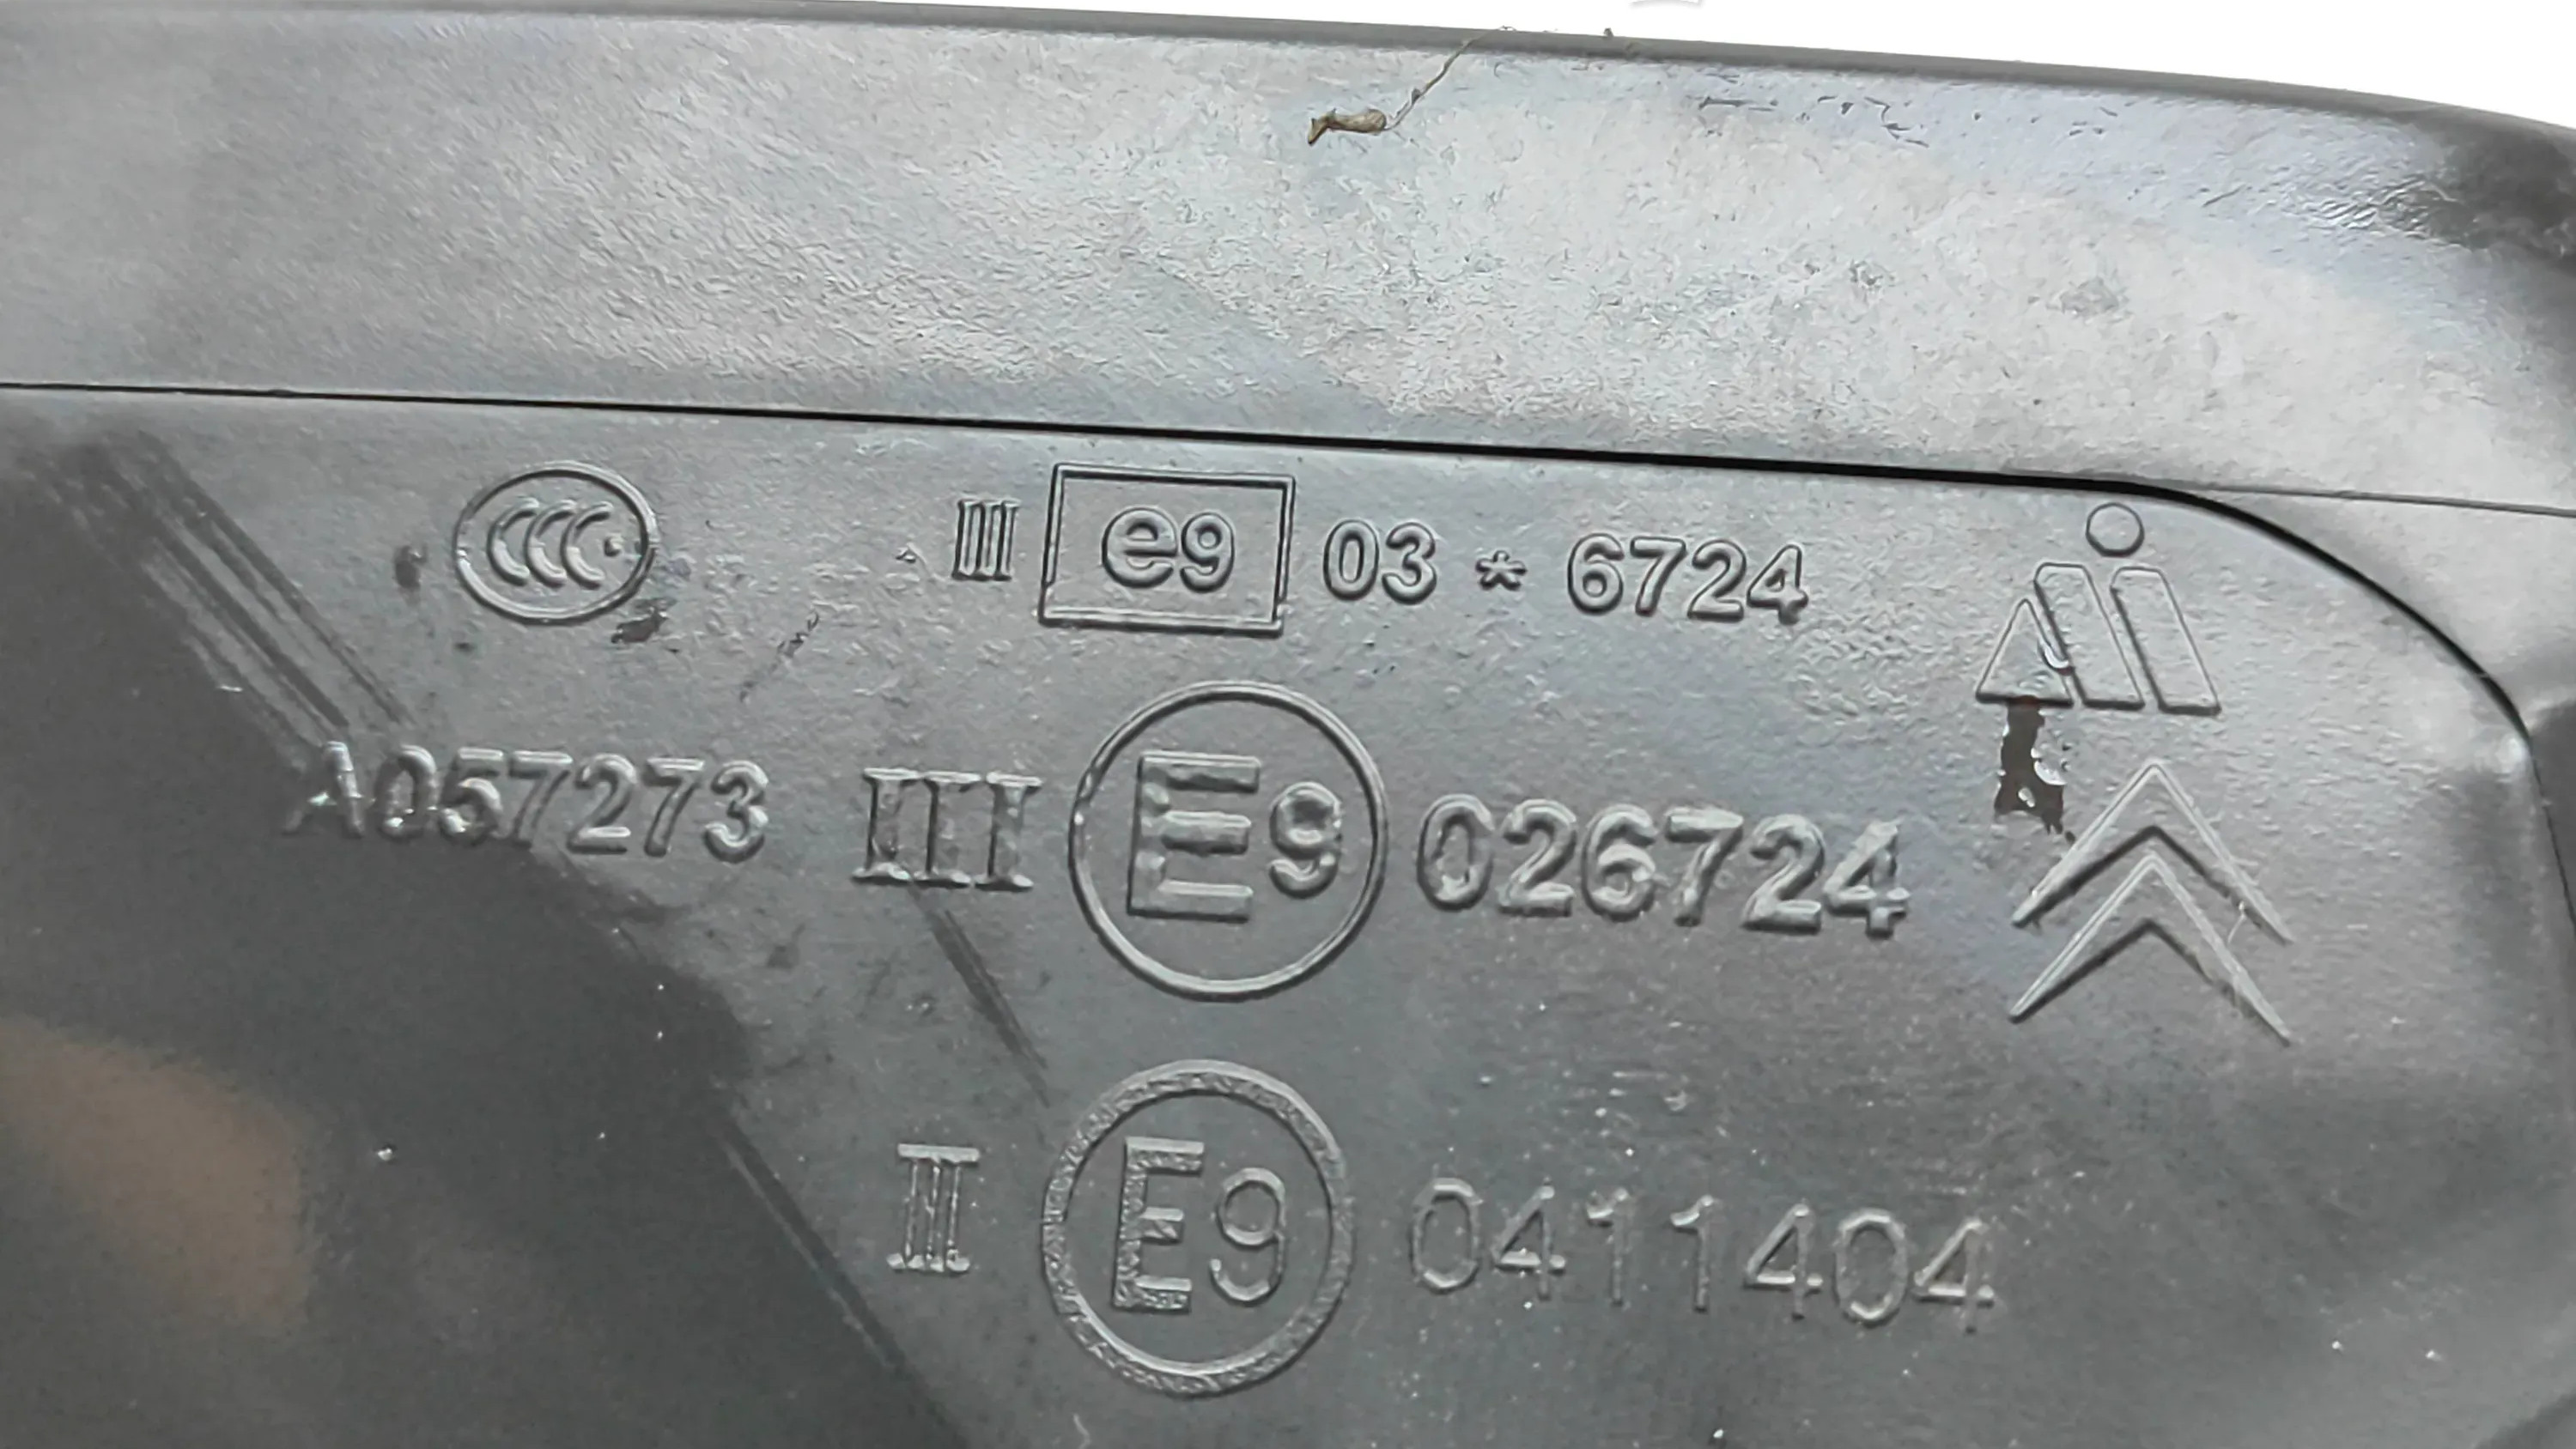 CCC III e9 03 * 6724
A057273 III E9 026724
III E9 0411404